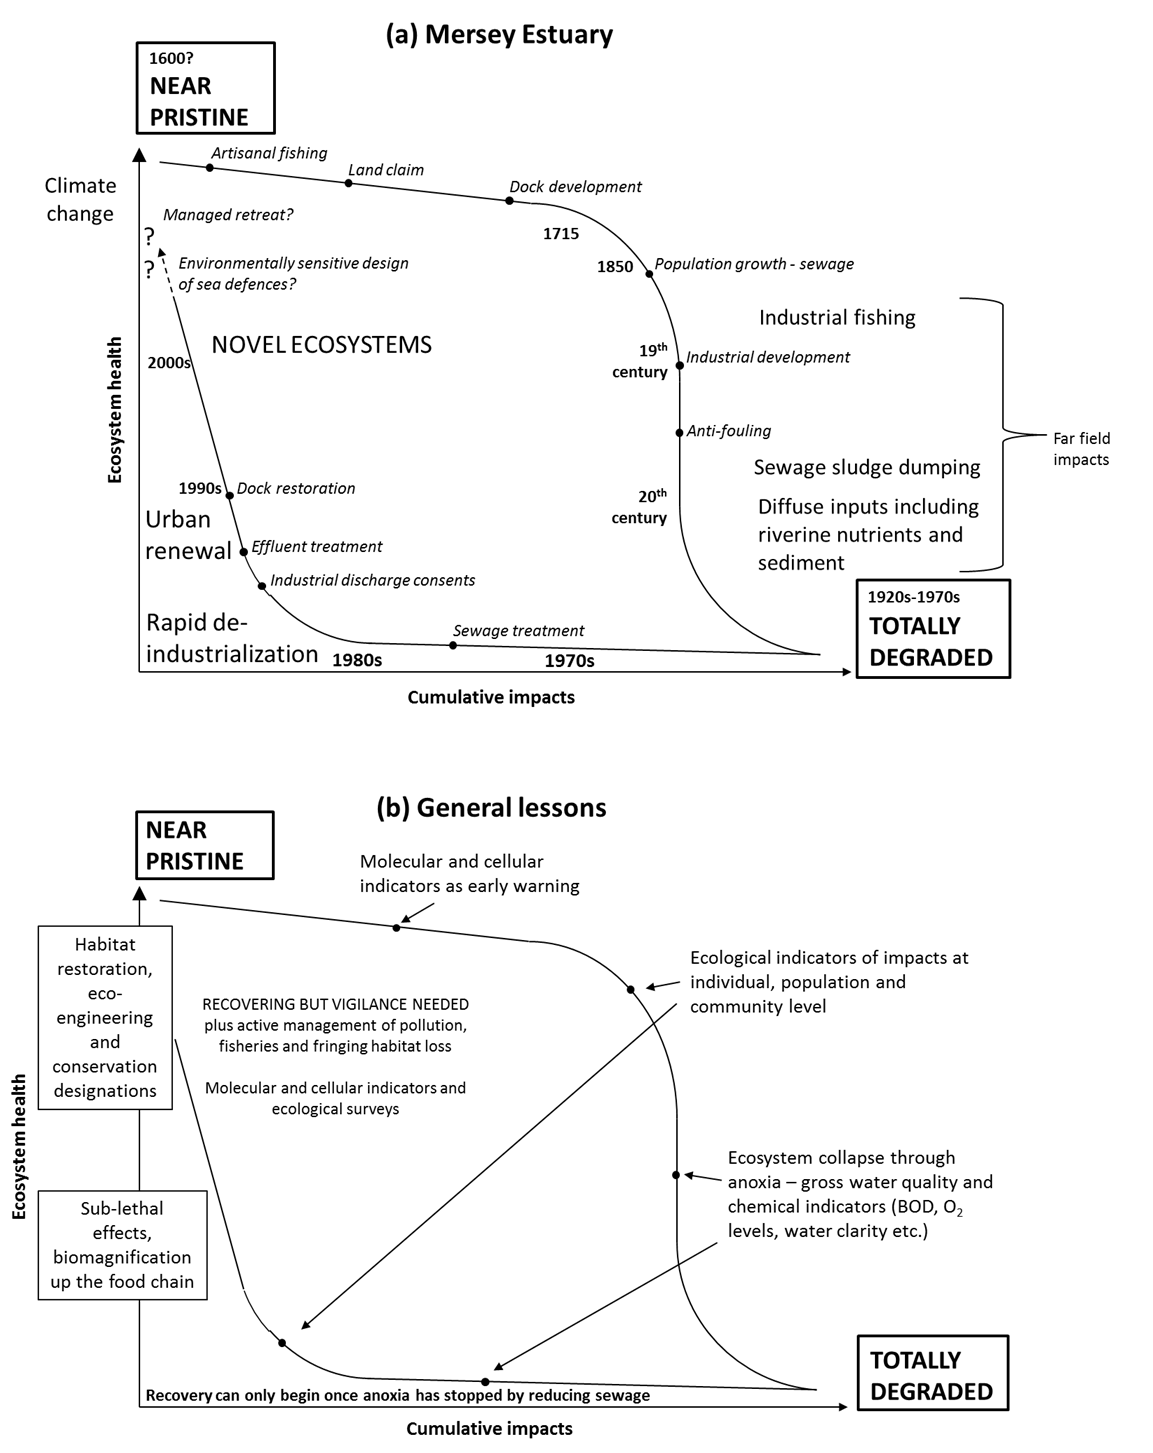 (a) Mersey Estuary
1600?
NEAR
PRISTINE
Artisanal fishing
Land claim
Dock development
Climate
change
Managed retreat?
?
1715
?
Environmentally sensitive design
of sea defences?
1850
Population growth - sewage
Industrial fishing
NOVEL ECOSYSTEMS
2000s
19th
century
Industrial development
Ecosystem health
Anti-fouling
Far field
impacts
Sewage sludge dumping
1990s
Dock restoration
20th
century
Diffuse inputs including
riverine nutrients and
sediment
Urban
renewal
Effluent treatment
Industrial discharge consents
1920s-1970s
TOTALLY
DEGRADED
Rapid de-
industrialization
Sewage treatment
1980s
1970s
Cumulative impacts
(b) General lessons
NEAR
PRISTINE
Molecular and cellular
indicators as early warning
Habitat
restoration,
eco-
engineering
and
conservation
designations
Ecological indicators of impacts at
individual, population and
community level
RECOVERING BUT VIGILANCE NEEDED
plus active management of pollution,
fisheries and fringing habitat loss
Molecular and cellular indicators and
ecological surveys
Ecosystem health
Ecosystem collapse through
anoxia – gross water quality and
chemical indicators (BOD, O2
levels, water clarity etc.)
Sub-lethal
effects,
biomagnification
up the food chain
TOTALLY
DEGRADED
Recovery can only begin once anoxia has stopped by reducing sewage
Cumulative impacts